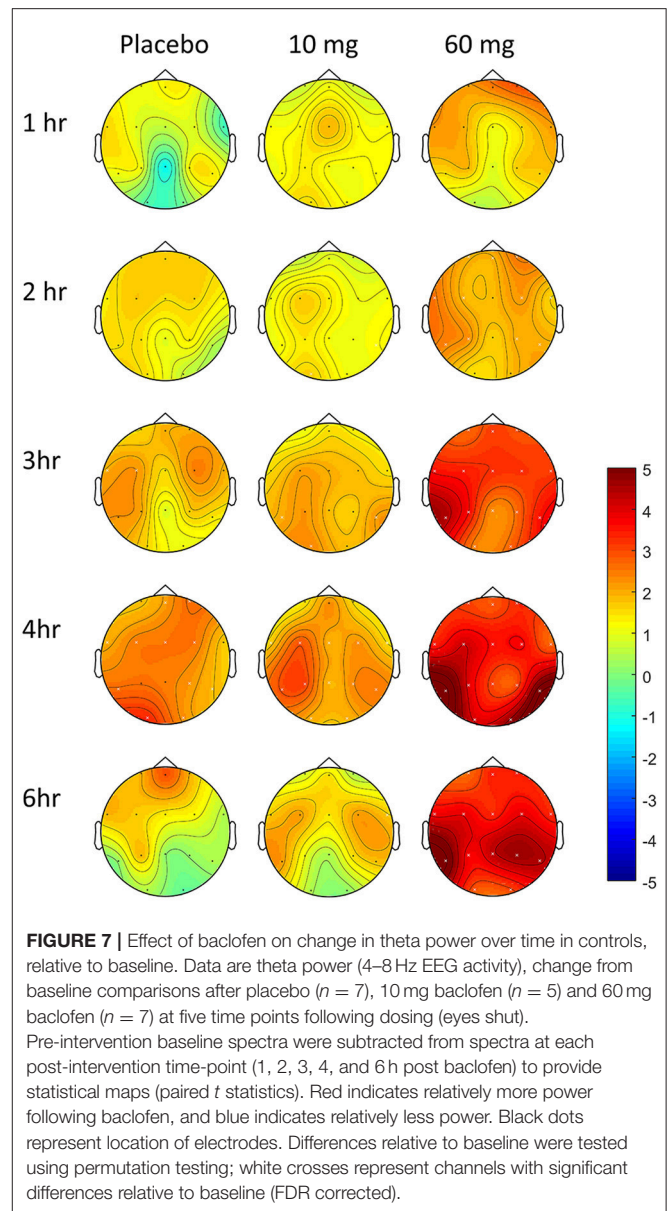 Placebo 10 mg 60 mg
1 hr
2 hr
3hr
4hr
6hr
5
4
3
2
1
0
-1
-2
-3
-4
-5
FIGURE 7 | Effect of baclofen on change in theta power over time in controls,
relative to baseline. Data are theta power (4–8 Hz EEG activity), change from
baseline comparisons after placebo (n = 7), 10 mg baclofen (n = 5) and 60 mg
baclofen (n = 7) at five time points following dosing (eyes shut).
Pre-intervention baseline spectra were subtracted from spectra at each
post-intervention time-point (1, 2, 3, 4, and 6 h post baclofen) to provide
statistical maps (paired t statistics). Red indicates relatively more power
following baclofen, and blue indicates relatively less power. Black dots
represent location of electrodes. Differences relative to baseline were tested
using permutation testing; white crosses represent channels with significant
differences relative to baseline (FDR corrected).